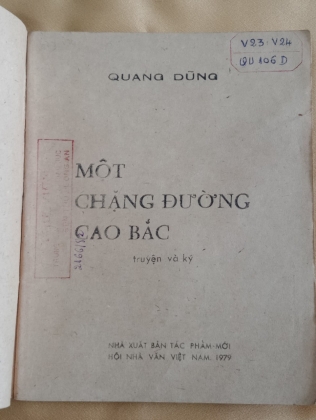 V23·V24
QU 106 D
QUANG DŨNG
MỘT
CHẶNG ĐƯỜNG
CAO BẮC
truyện và ký
NHÀ XUẤT BẢN TÁC PHẨM MỚI
HỘI NHÀ VĂN VIỆT NAM. 1979